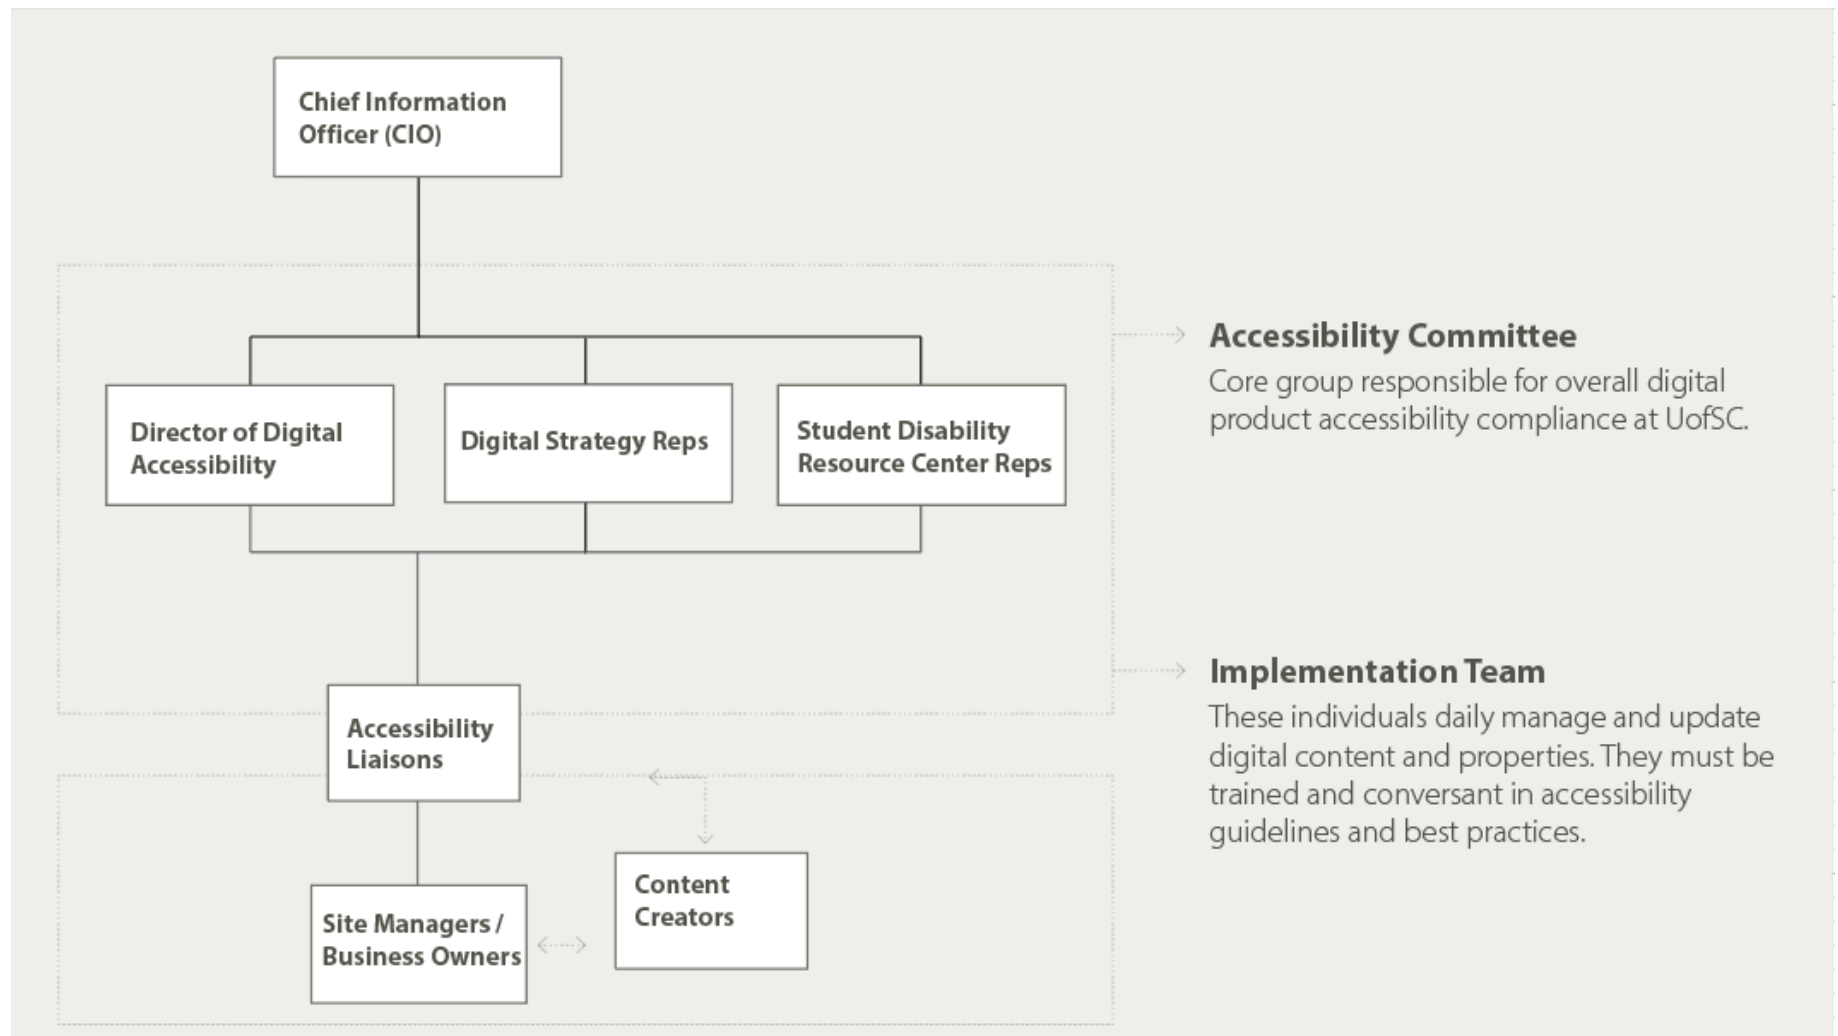 Chief Information
Officer (CIO)
Director of Digital
Accessibility
Digital Strategy Reps
Student Disability
Resource Center Reps
Accessibility Committee
Core group responsible for overall digital
product accessibility compliance at UofSC.
Accessibility
Liaisons
Implementation Team
These individuals daily manage and update
digital content and properties. They must be
trained and conversant in accessibility
guidelines and best practices.
Site Managers /
Business Owners
Content
Creators